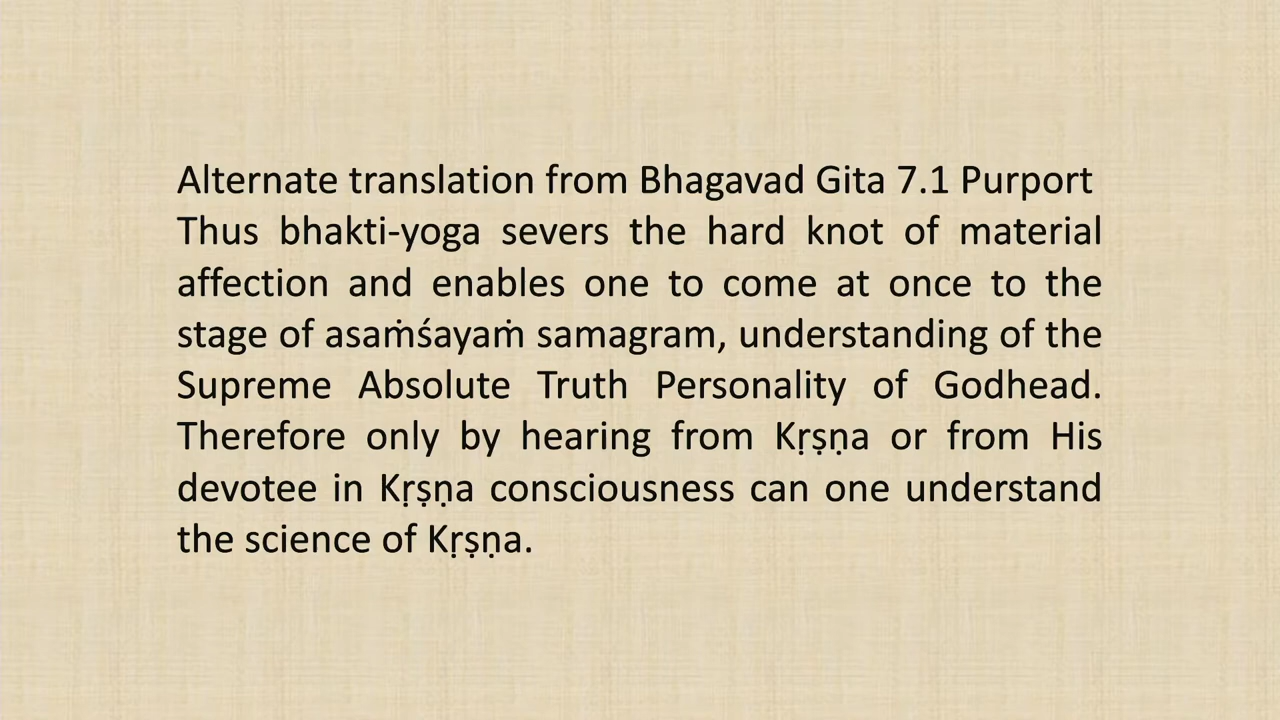 Alternate translation from Bhagavad Gita 7.1 Purport
Thus bhakti-yoga severs the hard knot of material
affection and enables one to come at once to the
stage of asaṁśayaṁ samagram, understanding of the
Supreme Absolute Truth Personality of Godhead.
Therefore only by hearing from Kṛṣṇa or from His
devotee in Kṛṣṇa consciousness can one understand
the science of Kṛṣṇa.